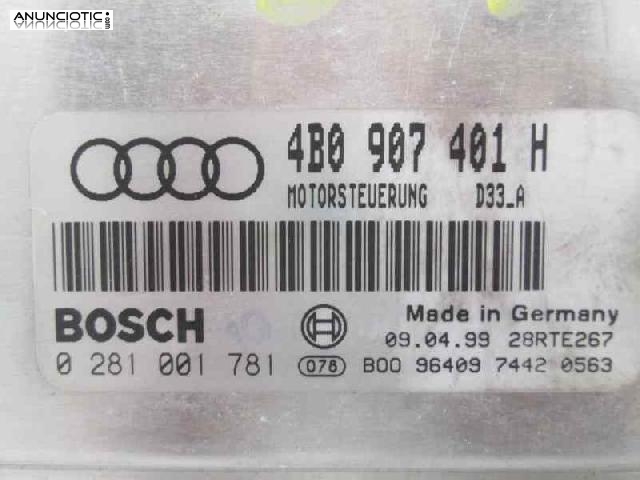 ANUNCIOTIC.com
4B0 907 401 H
MOTORSTEUERUNG D33_A
BOSCH
Made in Germany
09.04.99 28RTE267
0 281 001 781 078 B00 96409 7442 0563